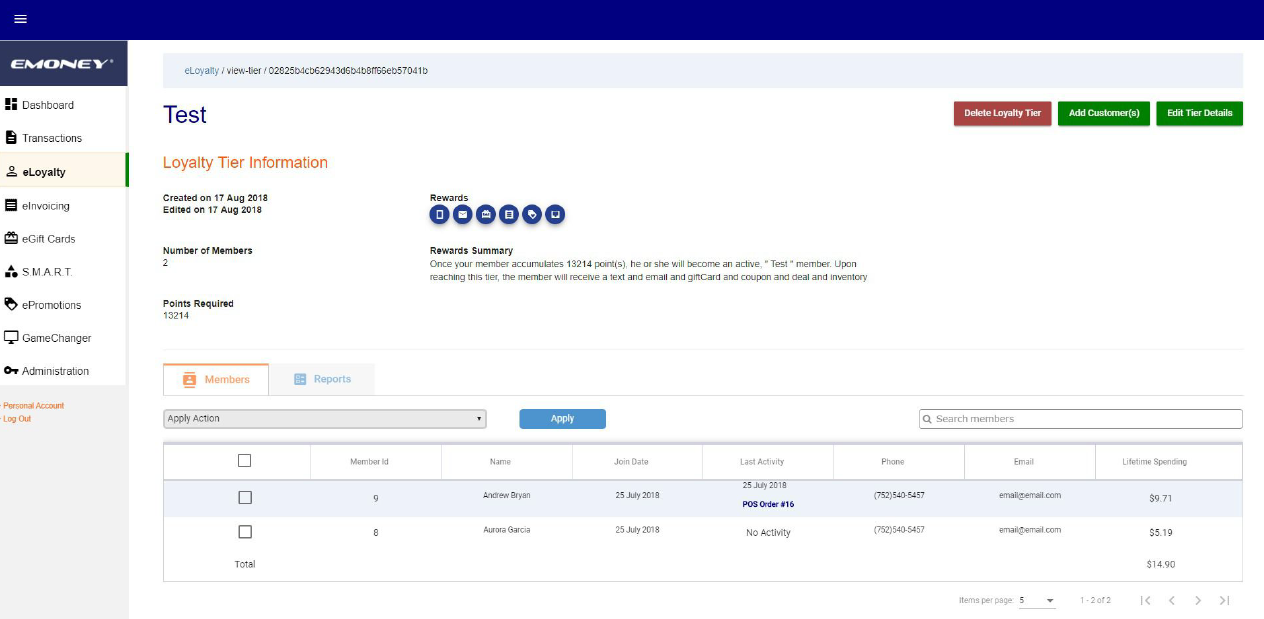 EMONEY®
eLoyalty / view-tier / 02825b4cb62943d6b4b8ff66eb57041b
Dashboard
Transactions
eLoyalty
eInvoicing
eGift Cards
S.M.A.R.T.
ePromotions
GameChanger
Administration
Personal Account
Log Out
Test
Delete Loyalty Tier
Add Customer(s)
Edit Tier Details
Loyalty Tier Information
Created on 17 Aug 2018
Edited on 17 Aug 2018
Rewards
Number of Members
2
Rewards Summary
Once your member accumulates 13214 point(s), he or she will become an active, " Test " member. Upon
reaching this tier, the member will receive a text and email and giftCard and coupon and deal and inventory
Points Required
13214
Members
Reports
Apply Action
Apply
Search members
Member Id Name Join Date Last Activity Phone Email Lifetime Spending
9 Andrew Bryan 25 July 2018 25 July 2018 (752)540-5457 email@email.com $9.71
POS Order #16
8 Aurora Garcia 25 July 2018 No Activity (752)540-5457 email@email.com $5.19
Total $14.90
Items per page: 5 1 - 2 of 2